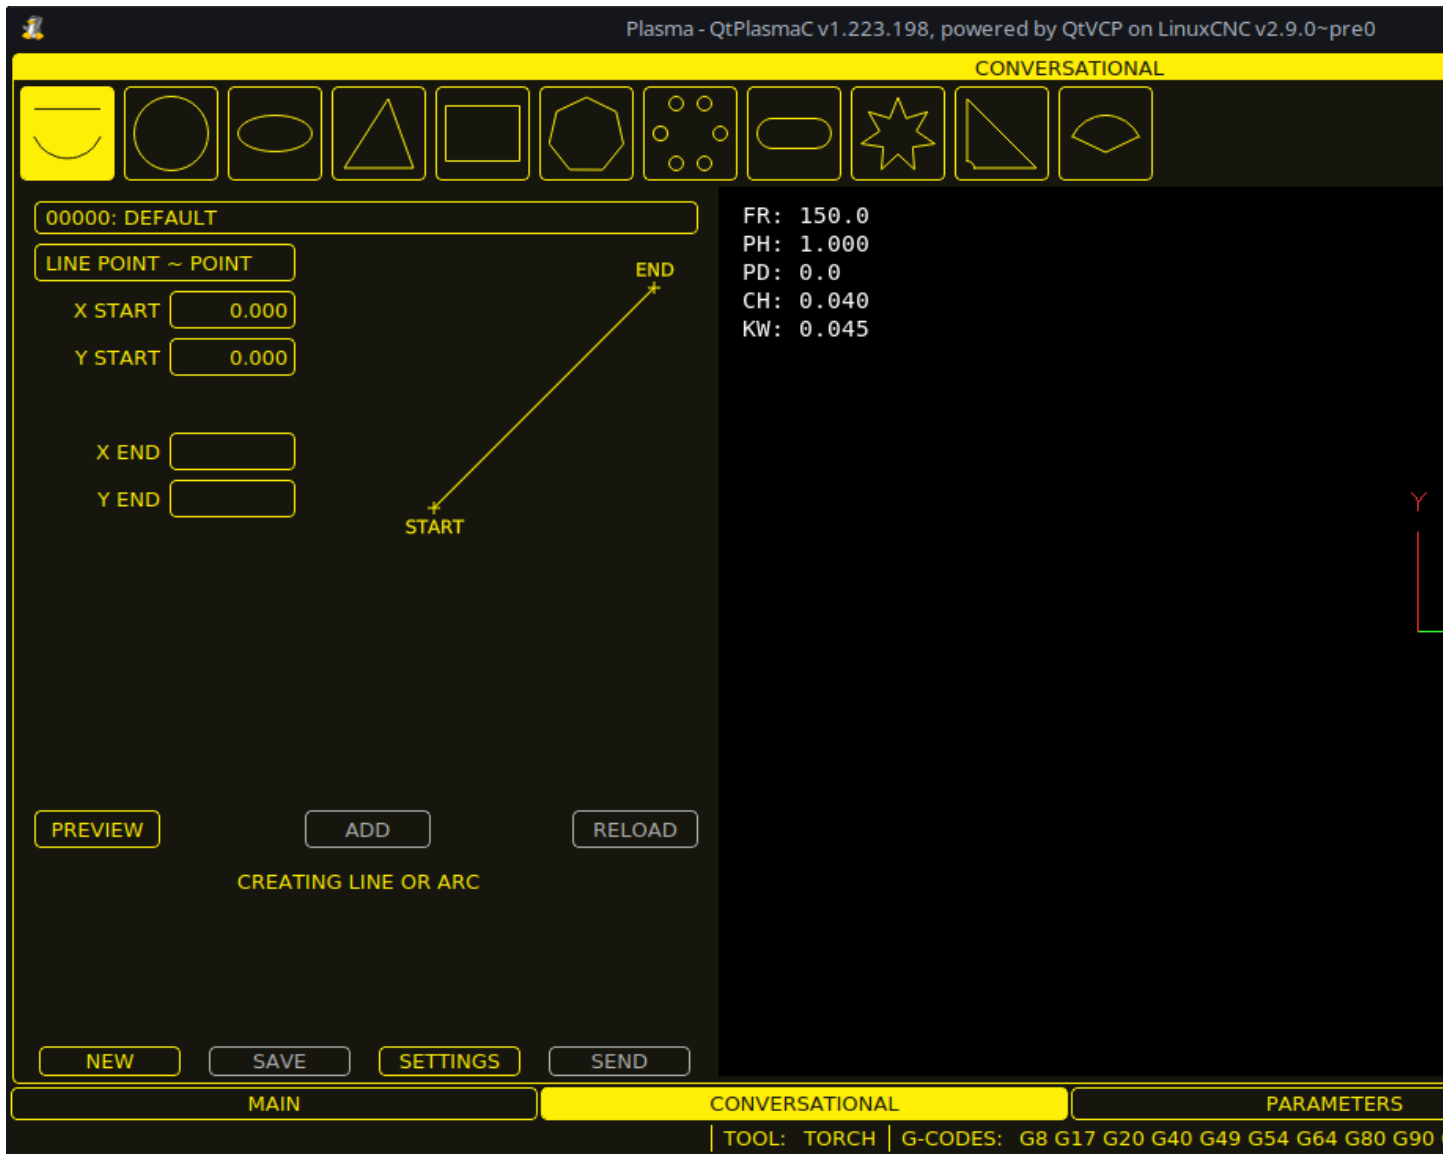 Plasma - QtPlasmaC v1.223.198, powered by QtVCP on LinuxCNC v2.9.0~pre0
CONVERSATIONAL
00000: DEFAULT
LINE POINT ~ POINT
X START 0.000
Y START 0.000
X END
Y END
END
START
FR: 150.0
PH: 1.000
PD: 0.0
CH: 0.040
KW: 0.045
Y
PREVIEW ADD RELOAD
CREATING LINE OR ARC
NEW SAVE SETTINGS SEND
MAIN CONVERSATIONAL PARAMETERS
TOOL: TORCH G-CODES: G8 G17 G20 G40 G49 G54 G64 G80 G90